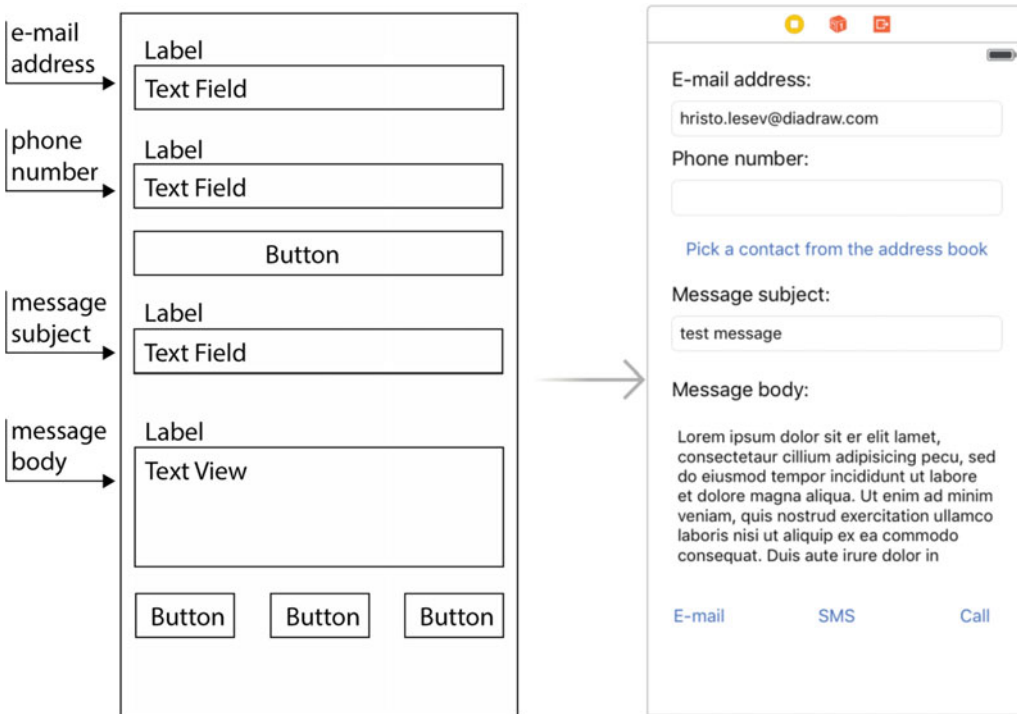 e-mail
address
Label
Text Field
phone
number
Label
Text Field
Button
message
subject
Label
Text Field
message
body
Label
Text View
Button
Button
Button
E-mail address:
hristo.lesev@diadraw.com
Phone number:
Pick a contact from the address book
Message subject:
test message
Message body:
Lorem ipsum dolor sit er elit lamet,
consectetaur cillium adipisicing pecu, sed
do eiusmod tempor incididunt ut labore
et dolore magna aliqua. Ut enim ad minim
veniam, quis nostrud exercitation ullamco
laboris nisi ut aliquip ex ea commodo
consequat. Duis aute irure dolor in
E-mail
SMS
Call